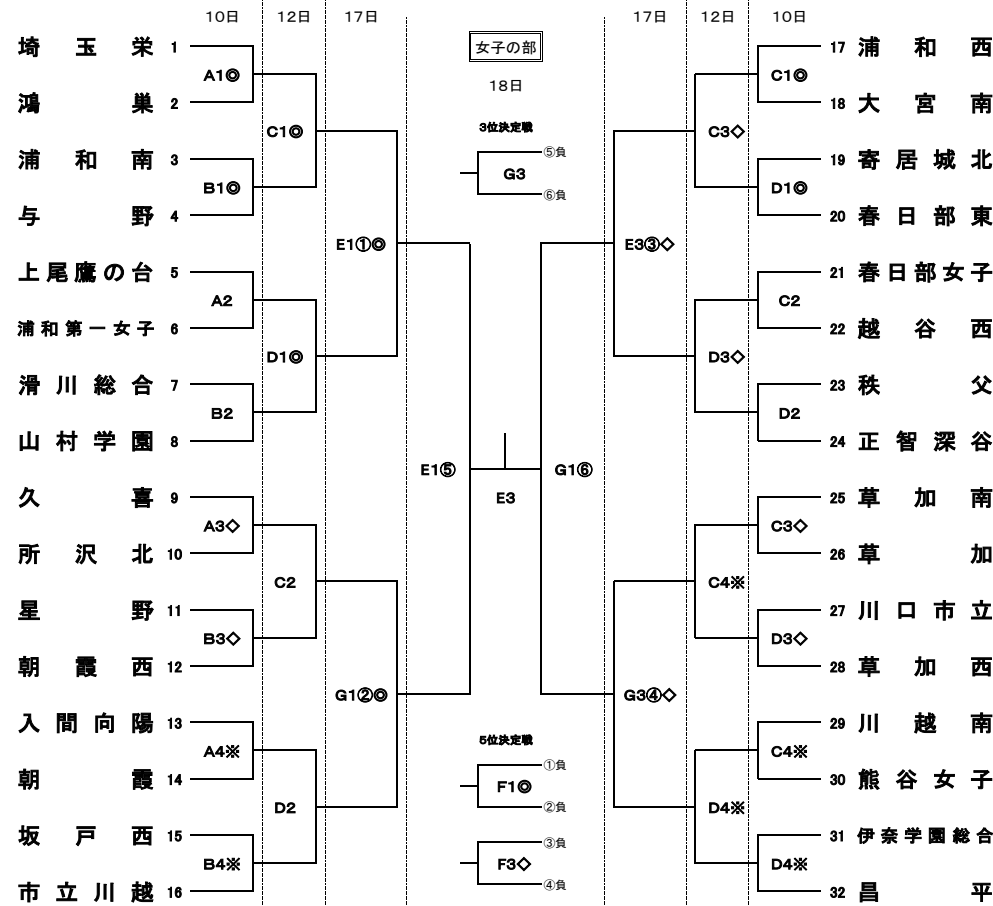 10日 12日 17日 17日 12日 10日
女子の部
18日
埼玉栄 1
A1◎
鴻巣 2
C1◎
浦和南 3
B1◎
与野 4
E1①◎
上尾鷹の台 5
A2
浦和第一女子 6
D1◎
滑川総合 7
B2
山村学園 8
E1⑤
久喜 9
A3◇
所沢北 10
C2
星野 11
B3◇
朝霞西 12
G1②◎
入間向陽 13
A4※
朝霞 14
D2
坂戸西 15
B4※
市立川越 16
3位決定戦
⑤負
G3
⑥負
E3
5位決定戦
①負
F1◎
②負
③負
F3◇
④負
17 浦和西
C1◎
18 大宮南
C3◇
19 寄居城北
D1◎
20 春日部東
E3③◇
21 春日部女子
C2
22 越谷西
D3◇
23 秩父
D2
24 正智深谷
G1⑥
25 草加南
C3◇
26 草加
C4※
27 川口市立
D3◇
28 草加西
G3④◇
29 川越南
C4※
30 熊谷女子
D4※
31 伊奈学園総合
D4※
32 昌平